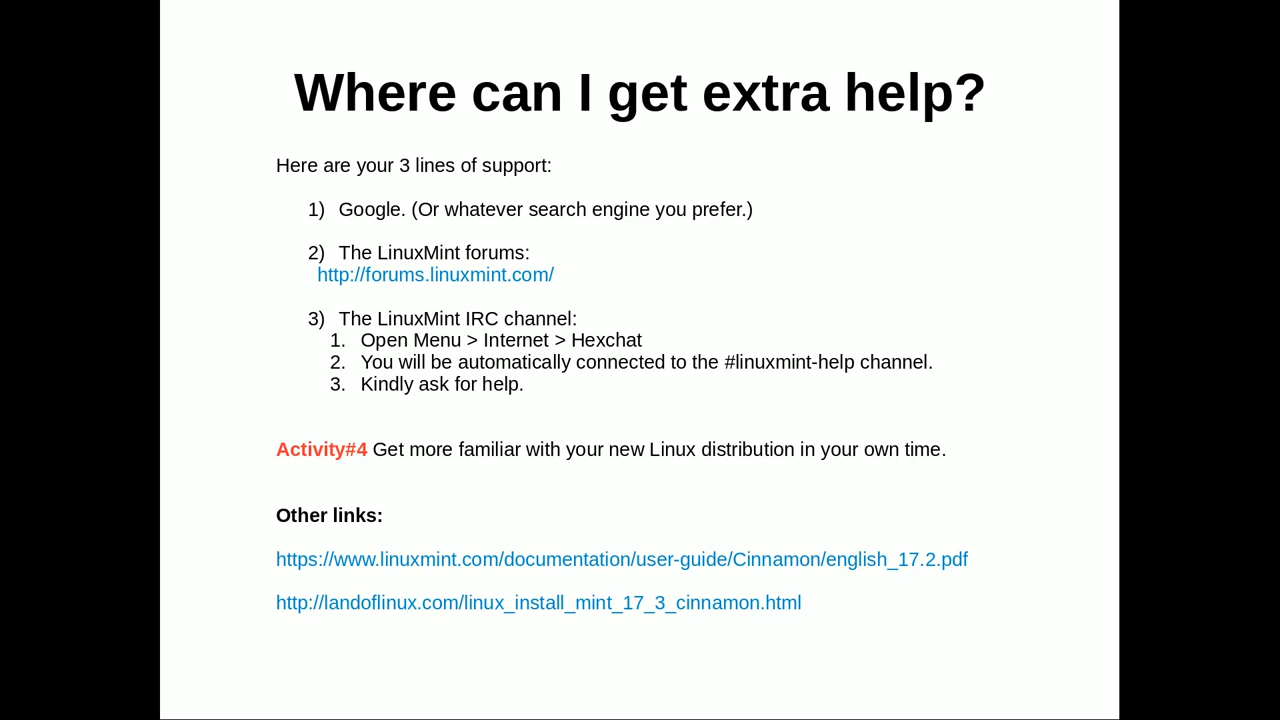 Where can I get extra help?
Here are your 3 lines of support:
1) Google. (Or whatever search engine you prefer.)
2) The LinuxMint forums:
http://forums.linuxmint.com/
3) The LinuxMint IRC channel:
1. Open Menu > Internet > Hexchat
2. You will be automatically connected to the #linuxmint-help channel.
3. Kindly ask for help.
Activity#4 Get more familiar with your new Linux distribution in your own time.
Other links:
https://www.linuxmint.com/documentation/user-guide/Cinnamon/english_17.2.pdf
http://landoflinux.com/linux_install_mint_17_3_cinnamon.html